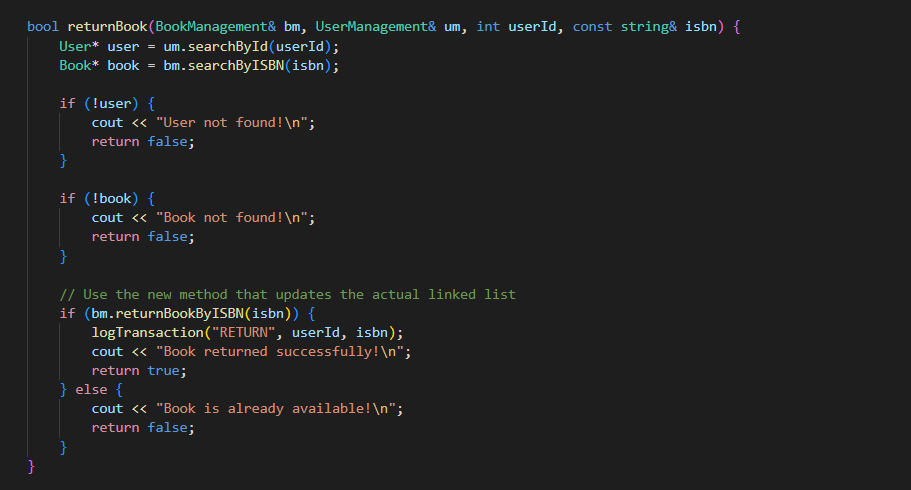 bool returnBook(BookManagement& bm, UserManagement& um, int userId, const string& isbn) {
    User* user = um.searchById(userId);
    Book* book = bm.searchByISBN(isbn);

    if (!user) {
        cout << "User not found!\n";
        return false;
    }

    if (!book) {
        cout << "Book not found!\n";
        return false;
    }

    // Use the new method that updates the actual linked list
    if (bm.returnBookByISBN(isbn)) {
        logTransaction("RETURN", userId, isbn);
        cout << "Book returned successfully!\n";
        return true;
    } else {
        cout << "Book is already available!\n";
        return false;
    }
}